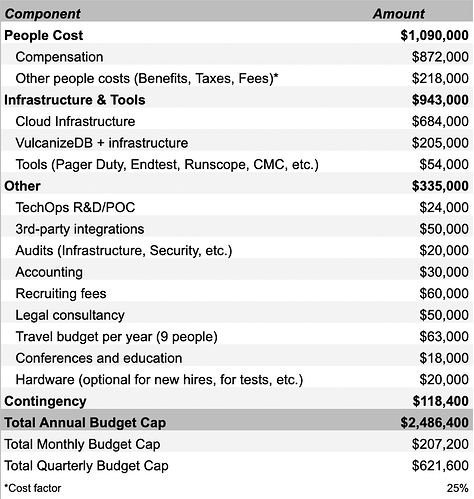 Component Amount
People Cost $1,090,000
Compensation $872,000
Other people costs (Benefits, Taxes, Fees)* $218,000
Infrastructure & Tools $943,000
Cloud Infrastructure $684,000
VulcanizeDB + infrastructure $205,000
Tools (Pager Duty, Endtest, Runscope, CMC, etc.) $54,000
Other $335,000
TechOps R&D/POC $24,000
3rd-party integrations $50,000
Audits (Infrastructure, Security, etc.) $20,000
Accounting $30,000
Recruiting fees $60,000
Legal consultancy $50,000
Travel budget per year (9 people) $63,000
Conferences and education $18,000
Hardware (optional for new hires, for tests, etc.) $20,000
Contingency $118,400
Total Annual Budget Cap $2,486,400
Total Monthly Budget Cap $207,200
Total Quarterly Budget Cap $621,600
*Cost factor 25%